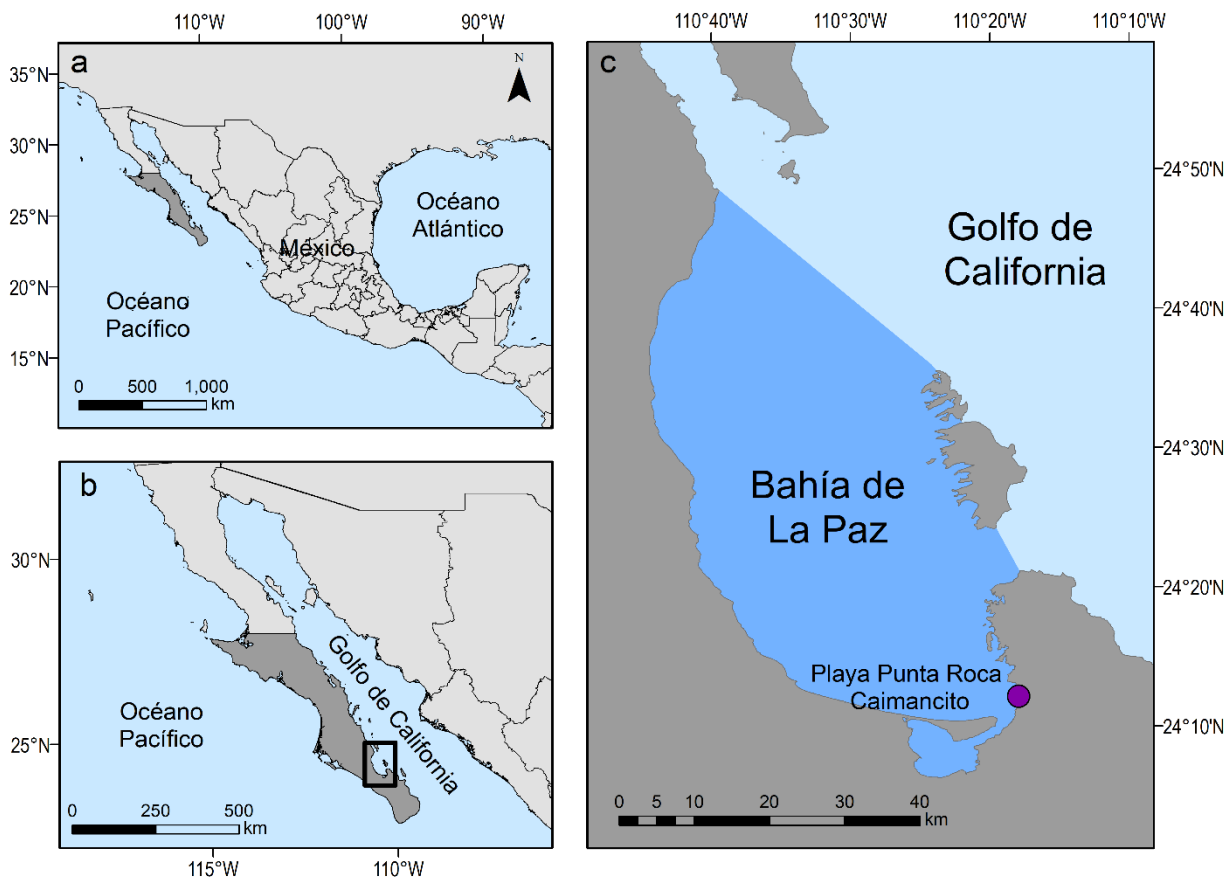 110°W 100°W 90°W
a
N
35°N
30°N
25°N
20°N
15°N
Océano
Atlántico
México
Océano
Pacífico
0 500 1,000
km
b
30°N
25°N
Golfo de California
Océano
Pacífico
0 250 500
km
115°W 110°W
110°40'W 110°30'W 110°20'W 110°10'W
c
24°50'N
24°40'N
24°30'N
24°20'N
24°10'N
Golfo de
California
Bahía de
La Paz
Playa Punta Roca
Caimancito
0 5 10 20 30 40
km